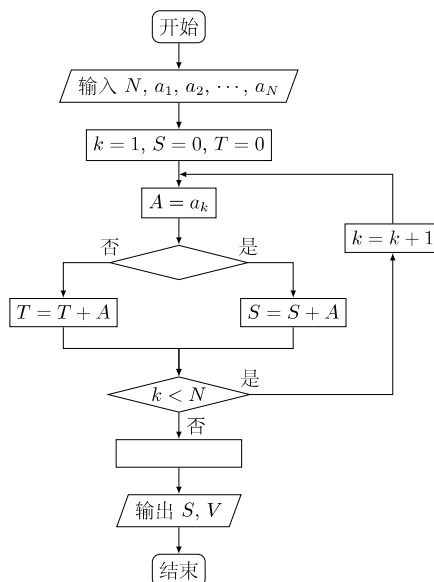 开始
输入 N, a₁, a₂, ⋯, a_N
k = 1, S = 0, T = 0
A = a_k
否
是
k = k + 1
T = T + A
S = S + A
k < N
是
否
输出 S, V
结束